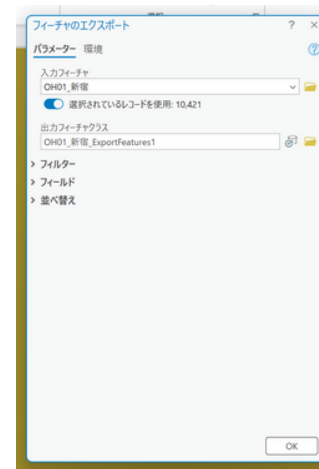 フィーチャのエクスポート ? ×
パラメーター 環境 ?
入力フィーチャ
OH01_新宿
選択されているレコードを使用: 10,421
出力フィーチャクラス
OH01_新宿_ExportFeatures1
> フィルター
> フィールド
> 並べ替え
OK